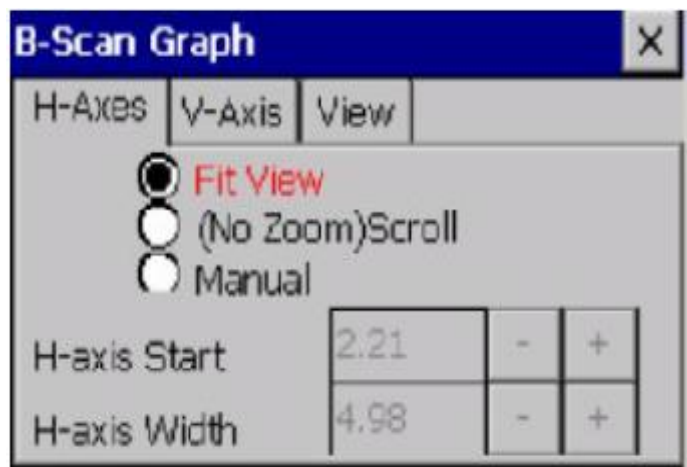 B-Scan Graph X
H-Axes V-Axis View
Fit View
(No Zoom)Scroll
Manual
H-axis Start 2.21 - +
H-axis Width 4.98 - +